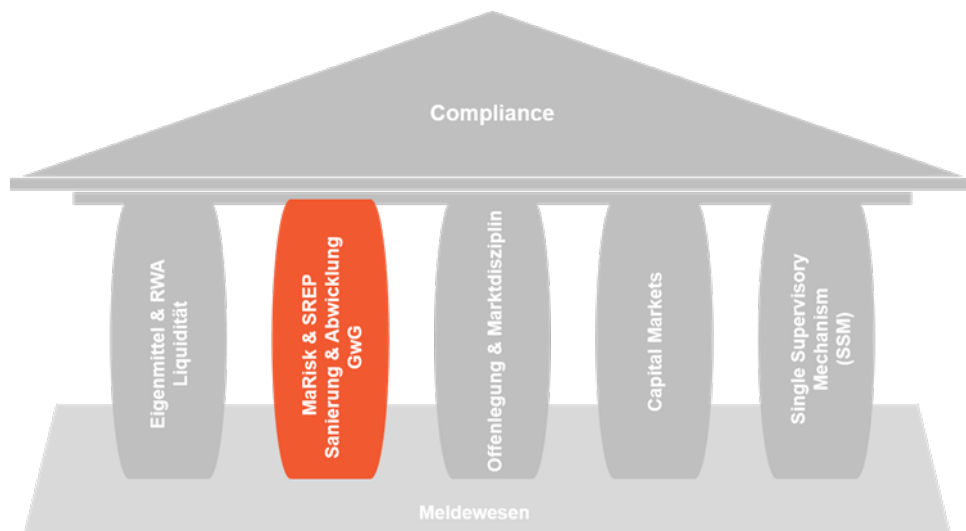 Compliance
Eigenmittel & RWA
Liquidität
MaRisk & SREP
Sanierung & Abwicklung
GwG
Offenlegung & Marktdisziplin
Capital Markets
Single Supervisory
Mechanism
(SSM)
Meldewesen